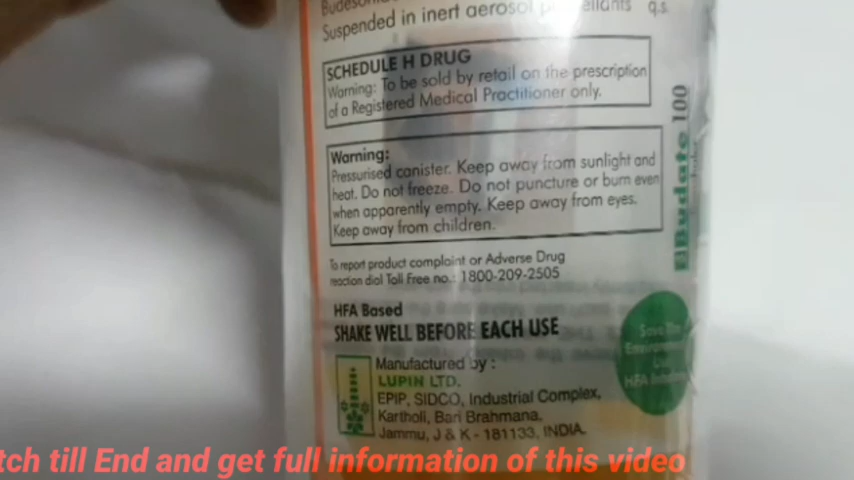 Suspended in inert aerosol q.s.
SCHEDULE H DRUG
Warning: To be sold by retail on the prescription
of a Registered Medical Practitioner only.
Warning:
Pressurised canister. Keep away from sunlight and
heat. Do not freeze. Do not puncture or burn even
when apparently empty. Keep away from eyes.
Keep away from children.
To report product complaint or Adverse Drug
reaction dial Toll Free no.: 1800-209-2505
HFA Based
SHAKE WELL BEFORE EACH USE
Manufactured by :
LUPIN LTD.
EPIP, SIDCO, Industrial Complex,
Kartholi, Bari Brahmana,
Jammu, J & K - 181133, INDIA.
Budate 100
Save The
HFA
tch till End and get full information of this video